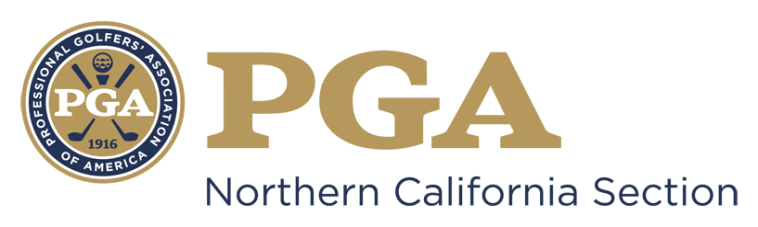 PROFESSIONAL GOLFERS' ASSOCIATION
OF AMERICA
PGA
1916
PGA
Northern California Section